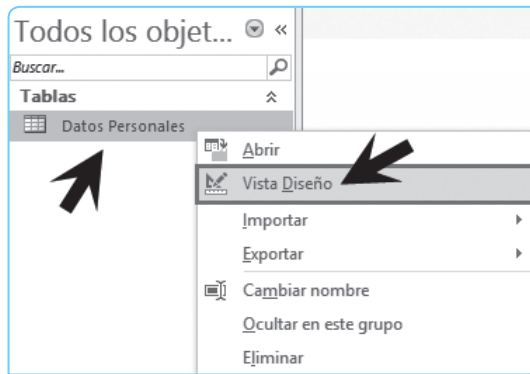 Todos los objet...
Buscar...
Tablas
Datos Personales
Abrir
Vista Diseño
Importar
Exportar
Cambiar nombre
Ocultar en este grupo
Eliminar